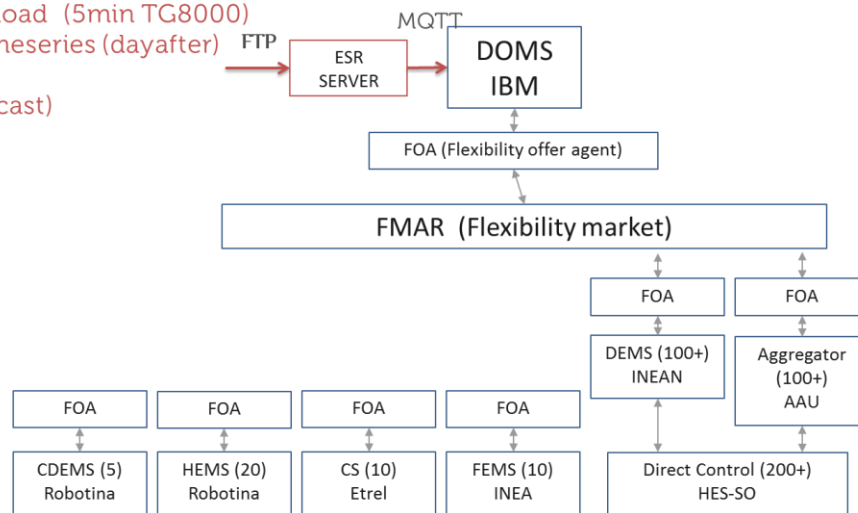 oad (5min TG8000)
neseries (dayafter)
cast)
FTP
MQTT
ESR
SERVER
DOMS
IBM
FOA (Flexibility offer agent)
FMAR (Flexibility market)
FOA
FOA
DEMS (100+)
INEAN
Aggregator
(100+)
AAU
FOA
FOA
FOA
FOA
CDEMS (5)
Robotina
HEMS (20)
Robotina
CS (10)
Etrel
FEMS (10)
INEA
Direct Control (200+)
HES-SO